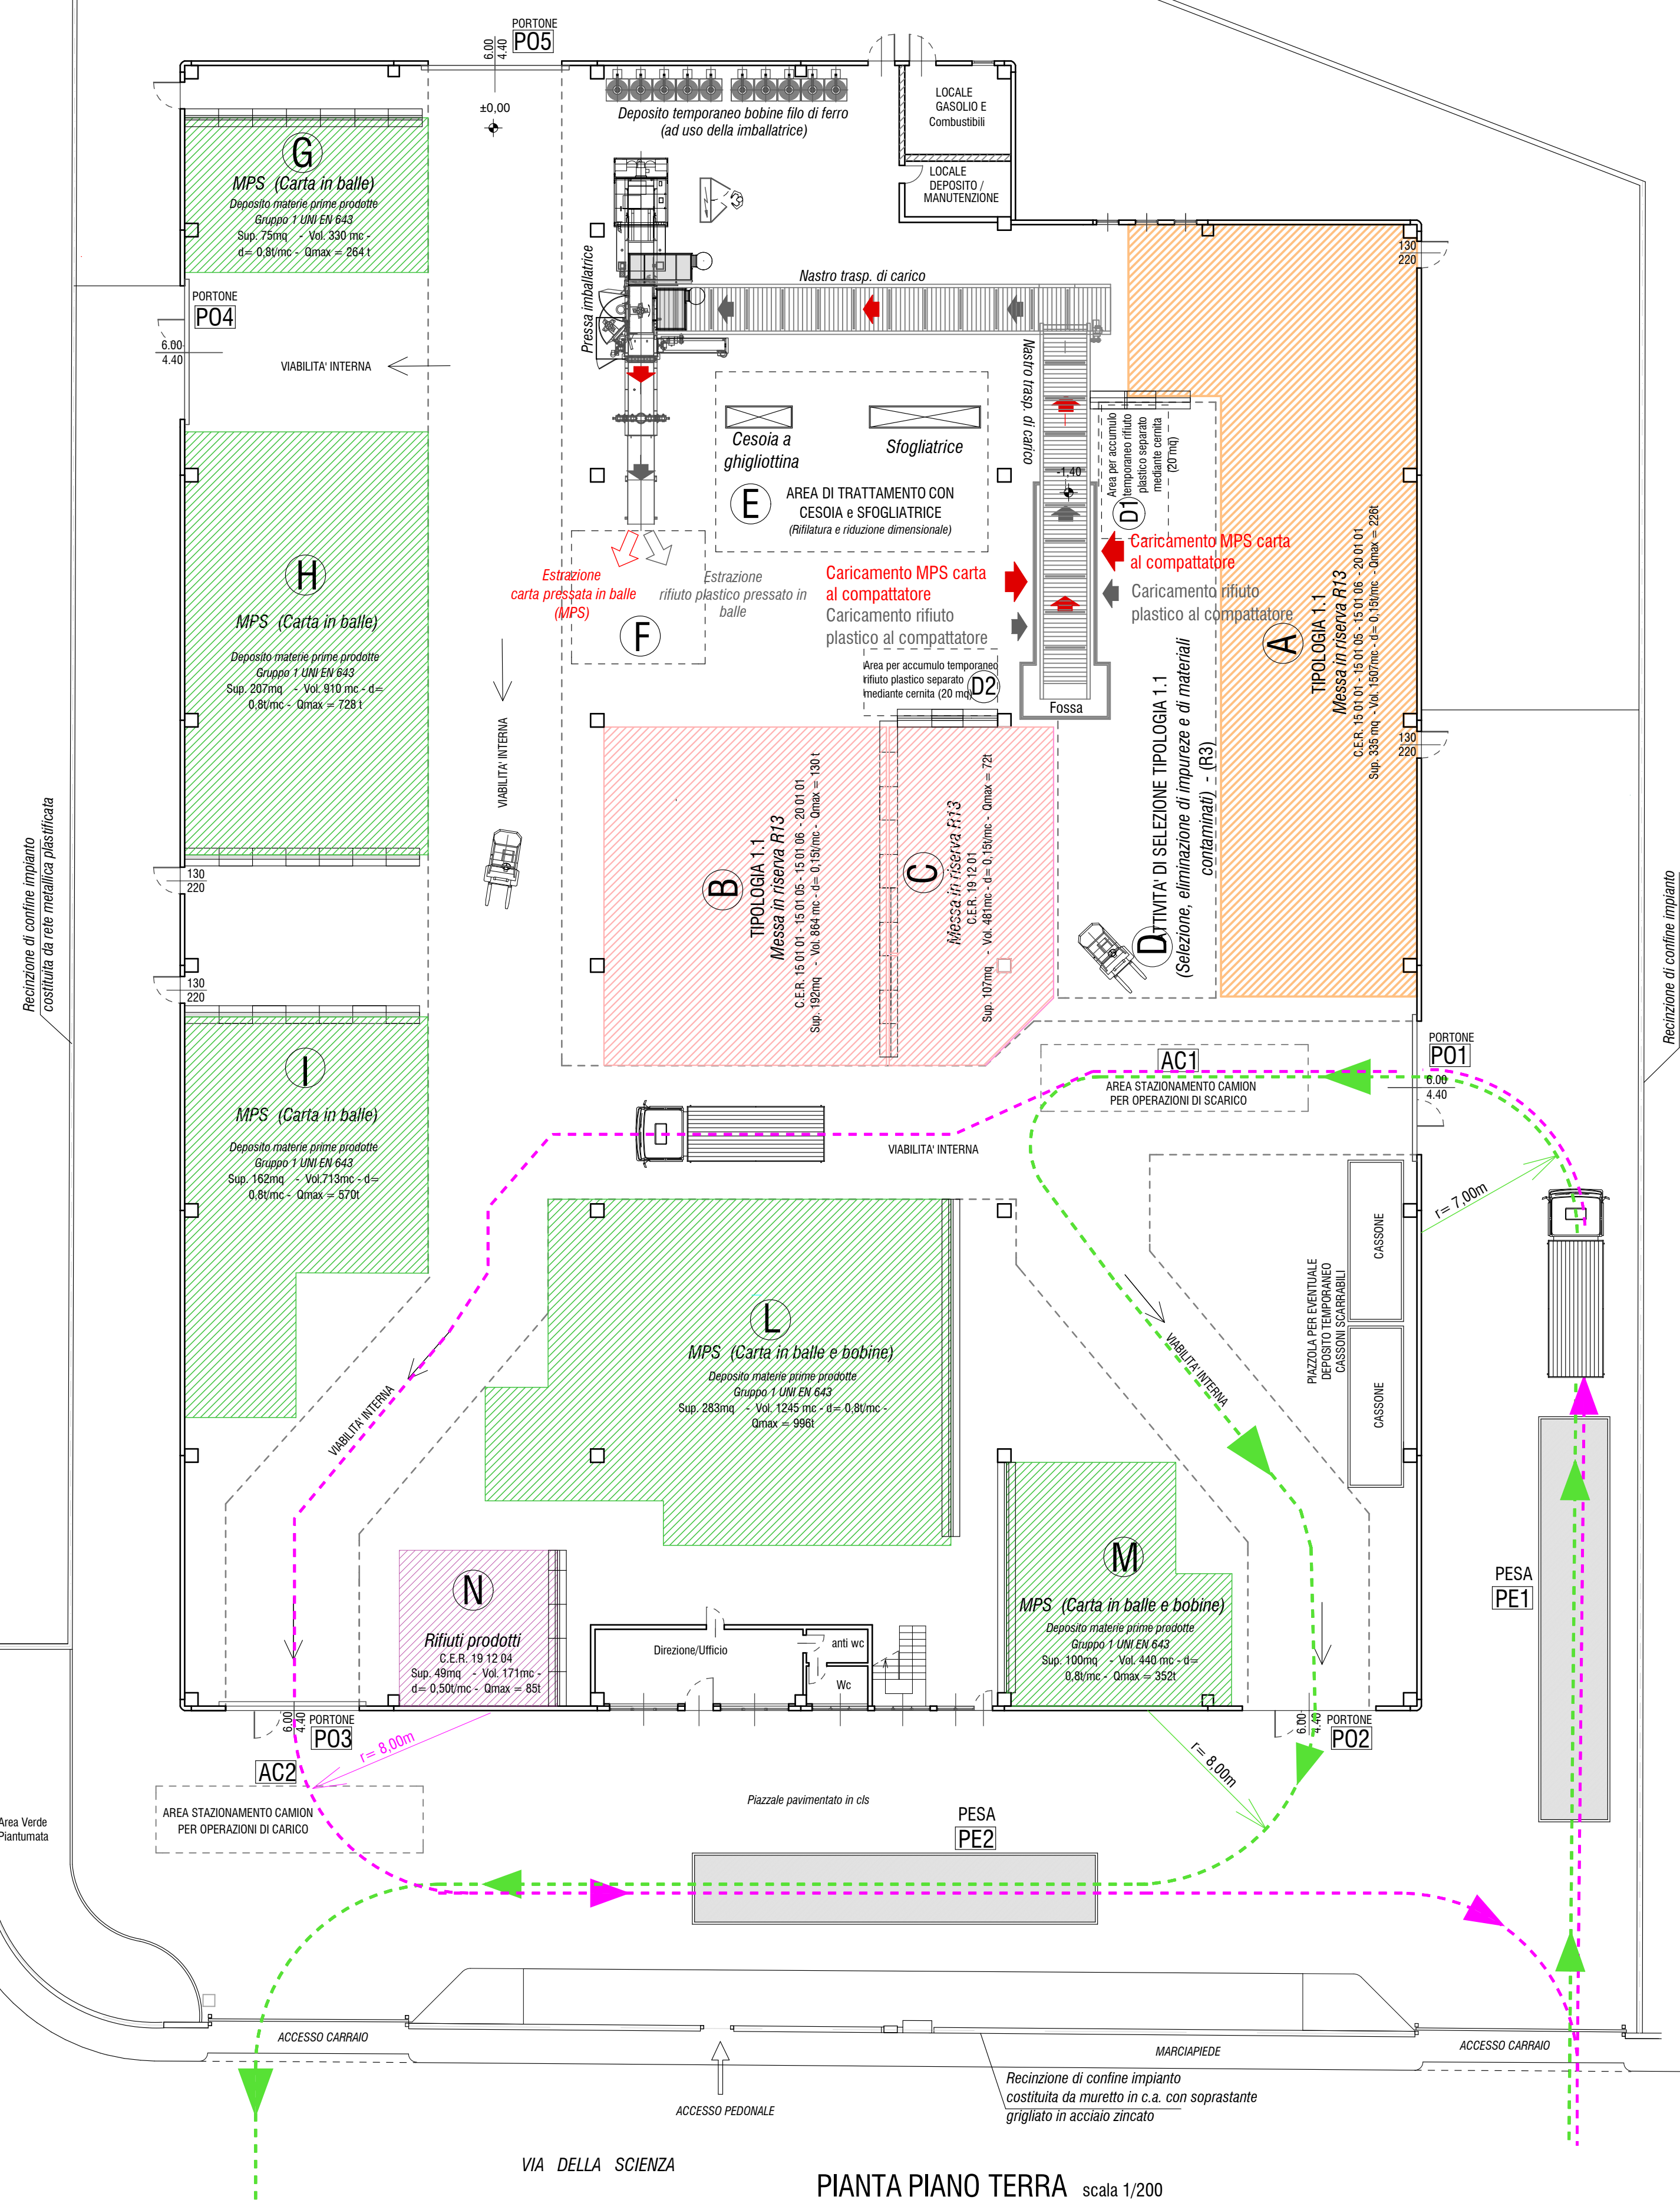 PORTONE
PO5
6.00
4.40
±0,00
Deposito temporaneo bobine filo di ferro
(ad uso della imballatrice)
LOCALE
GASOLIO E
Combustibili
LOCALE
DEPOSITO /
MANUTENZIONE
G
MPS (Carta in balle)
Deposito materie prime prodotte
Gruppo 1 UNI EN 643
Sup. 75mq - Vol. 330 mc -
d= 0,8t/mc - Qmax = 264 t
PORTONE
PO4
6.00
4.40
VIABILITA' INTERNA
Pressa imballatrice
Nastro trasp. di carico
Nastro trasp. di carico
130
220
Cesoia a
ghigliottina
Sfogliatrice
E
AREA DI TRATTAMENTO CON
CESOIA e SFOGLIATRICE
(Rifilatura e riduzione dimensionale)
-1,40
Area per accumulo
temporaneo rifiuto
plastico separato
mediante cernita
(20 mq)
D1
Caricamento MPS carta
al compattatore
Caricamento rifiuto
plastico al compattatore
Caricamento MPS carta
al compattatore
Caricamento rifiuto
plastico al compattatore
Estrazione
carta pressata in balle
(MPS)
Estrazione
rifiuto plastico pressato in
balle
F
Area per accumulo temporaneo
rifiuto plastico separato
mediante cernita (20 mq)
D2
Fossa
A
TIPOLOGIA 1.1
Messa in riserva R13
C.E.R. 15 01 01 - 15 01 05 - 15 01 06 - 20 01 01
Sup. 335 mq - Vol. 1507mc - d= 0,15t/mc - Qmax = 226t
130
220
H
MPS (Carta in balle)
Deposito materie prime prodotte
Gruppo 1 UNI EN 643
Sup. 207mq - Vol. 910 mc - d=
0,8t/mc - Qmax = 728 t
VIABILITA' INTERNA
B
TIPOLOGIA 1.1
Messa in riserva R13
C.E.R. 15 01 01 - 15 01 05 - 15 01 06 - 20 01 01
Sup. 192mq - Vol. 864 mc - d= 0,15t/mc - Qmax = 130 t
C
Messa in riserva R13
C.E.R. 19 12 01
Sup. 107mq - Vol. 481mc - d= 0,15t/mc - Qmax = 72t
D
ATTIVITA' DI SELEZIONE TIPOLOGIA 1.1
(Selezione, eliminazione di impureze e di materiali
contaminati) - (R3)
Recinzione di confine impianto
costituita da rete metallica plastificata
Recinzione di confine impianto
130
220
130
220
I
MPS (Carta in balle)
Deposito materie prime prodotte
Gruppo 1 UNI EN 643
Sup. 162mq - Vol.713mc - d=
0,8t/mc - Qmax = 570t
AC1
AREA STAZIONAMENTO CAMION
PER OPERAZIONI DI SCARICO
PORTONE
PO1
6.00
4.40
VIABILITA' INTERNA
r= 7,00m
CASSONE
CASSONE
PIAZZOLA PER EVENTUALE
DEPOSITO TEMPORANEO
CASSONI SCARRABILI
VIABILITA' INTERNA
VIABILITA' INTERNA
L
MPS (Carta in balle e bobine)
Deposito materie prime prodotte
Gruppo 1 UNI EN 643
Sup. 283mq - Vol. 1245 mc - d= 0,8t/mc -
Qmax = 996t
M
MPS (Carta in balle e bobine)
Deposito materie prime prodotte
Gruppo 1 UNI EN 643
Sup. 100mq - Vol. 440 mc - d=
0,8t/mc - Qmax = 352t
N
Rifiuti prodotti
C.E.R. 19 12 04
Sup. 49mq - Vol. 171mc -
d= 0,50t/mc - Qmax = 85t
Direzione/Ufficio
anti wc
Wc
PESA
PE1
6.00
4.40
PORTONE
PO3
6.00
4.40
PORTONE
PO2
r= 8,00m
r= 8,00m
AC2
AREA STAZIONAMENTO CAMION
PER OPERAZIONI DI CARICO
Area Verde
Piantumata
Piazzale pavimentato in cls
PESA
PE2
ACCESSO CARRAIO
ACCESSO PEDONALE
MARCIAPIEDE
ACCESSO CARRAIO
Recinzione di confine impianto
costituita da muretto in c.a. con soprastante
grigliato in acciaio zincato
VIA DELLA SCIENZA
PIANTA PIANO TERRA scala 1/200